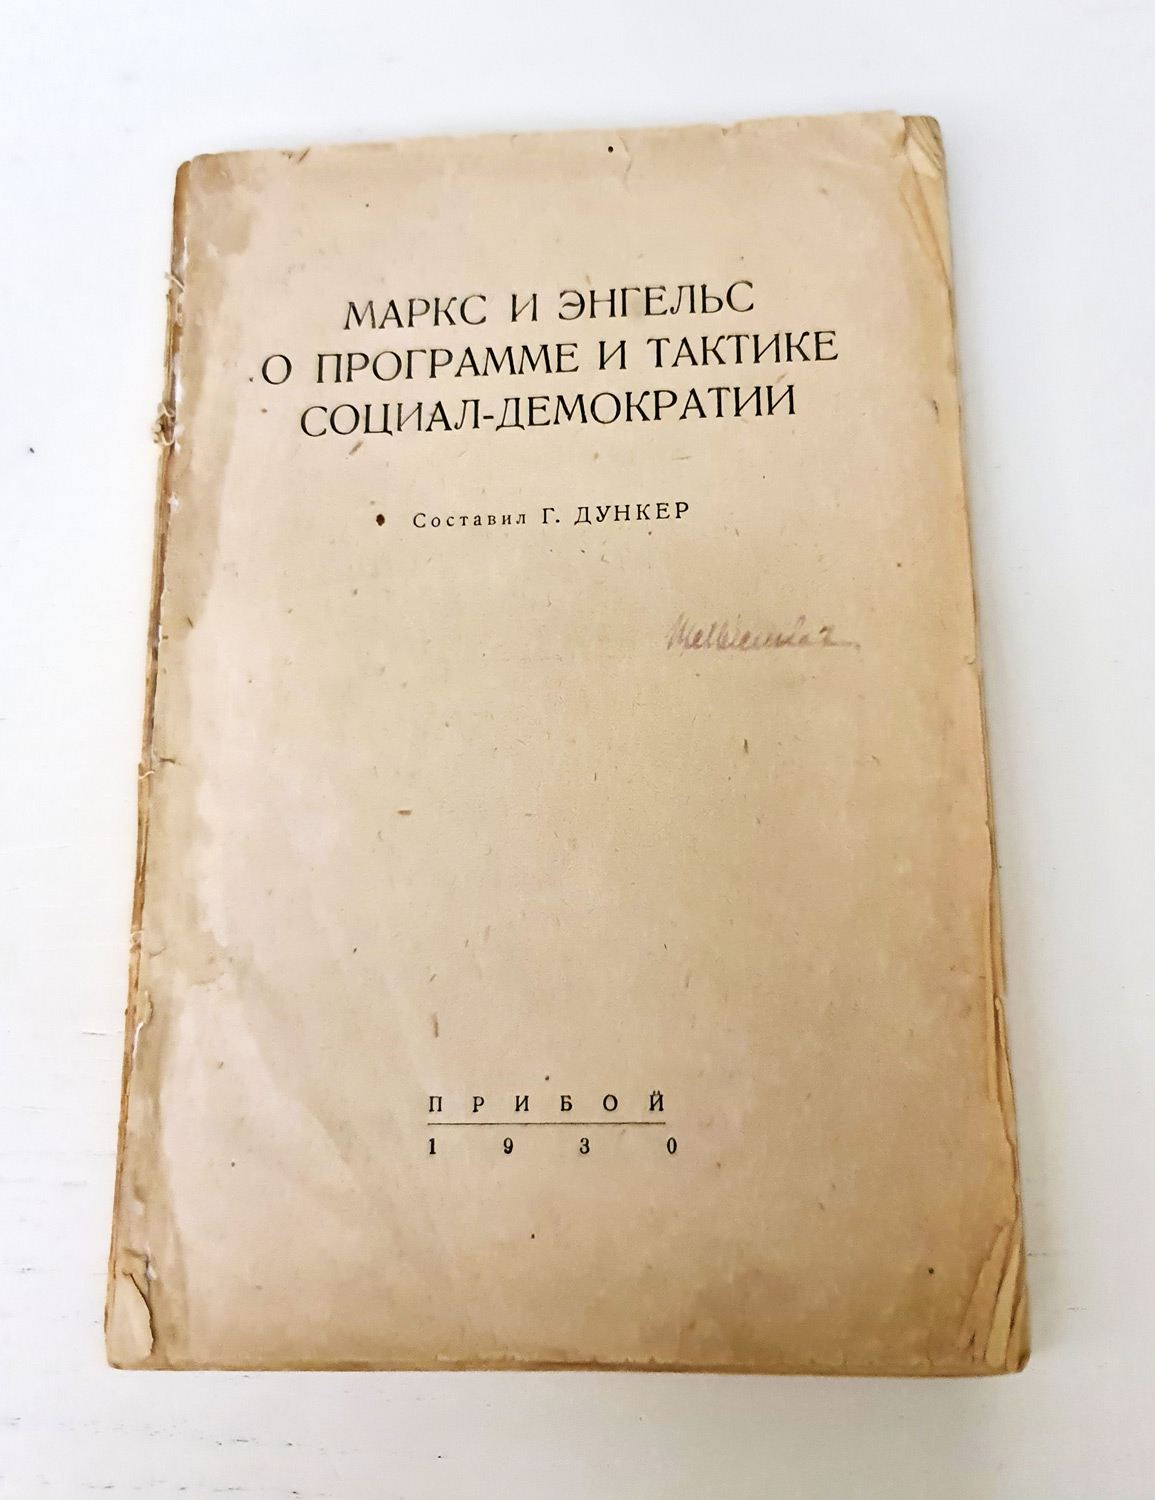 МАРКС И ЭНГЕЛЬС
О ПРОГРАММЕ И ТАКТИКЕ
СОЦИАЛ-ДЕМОКРАТИИ
Составил Г. ДУНКЕР
ПРИБОЙ
1930